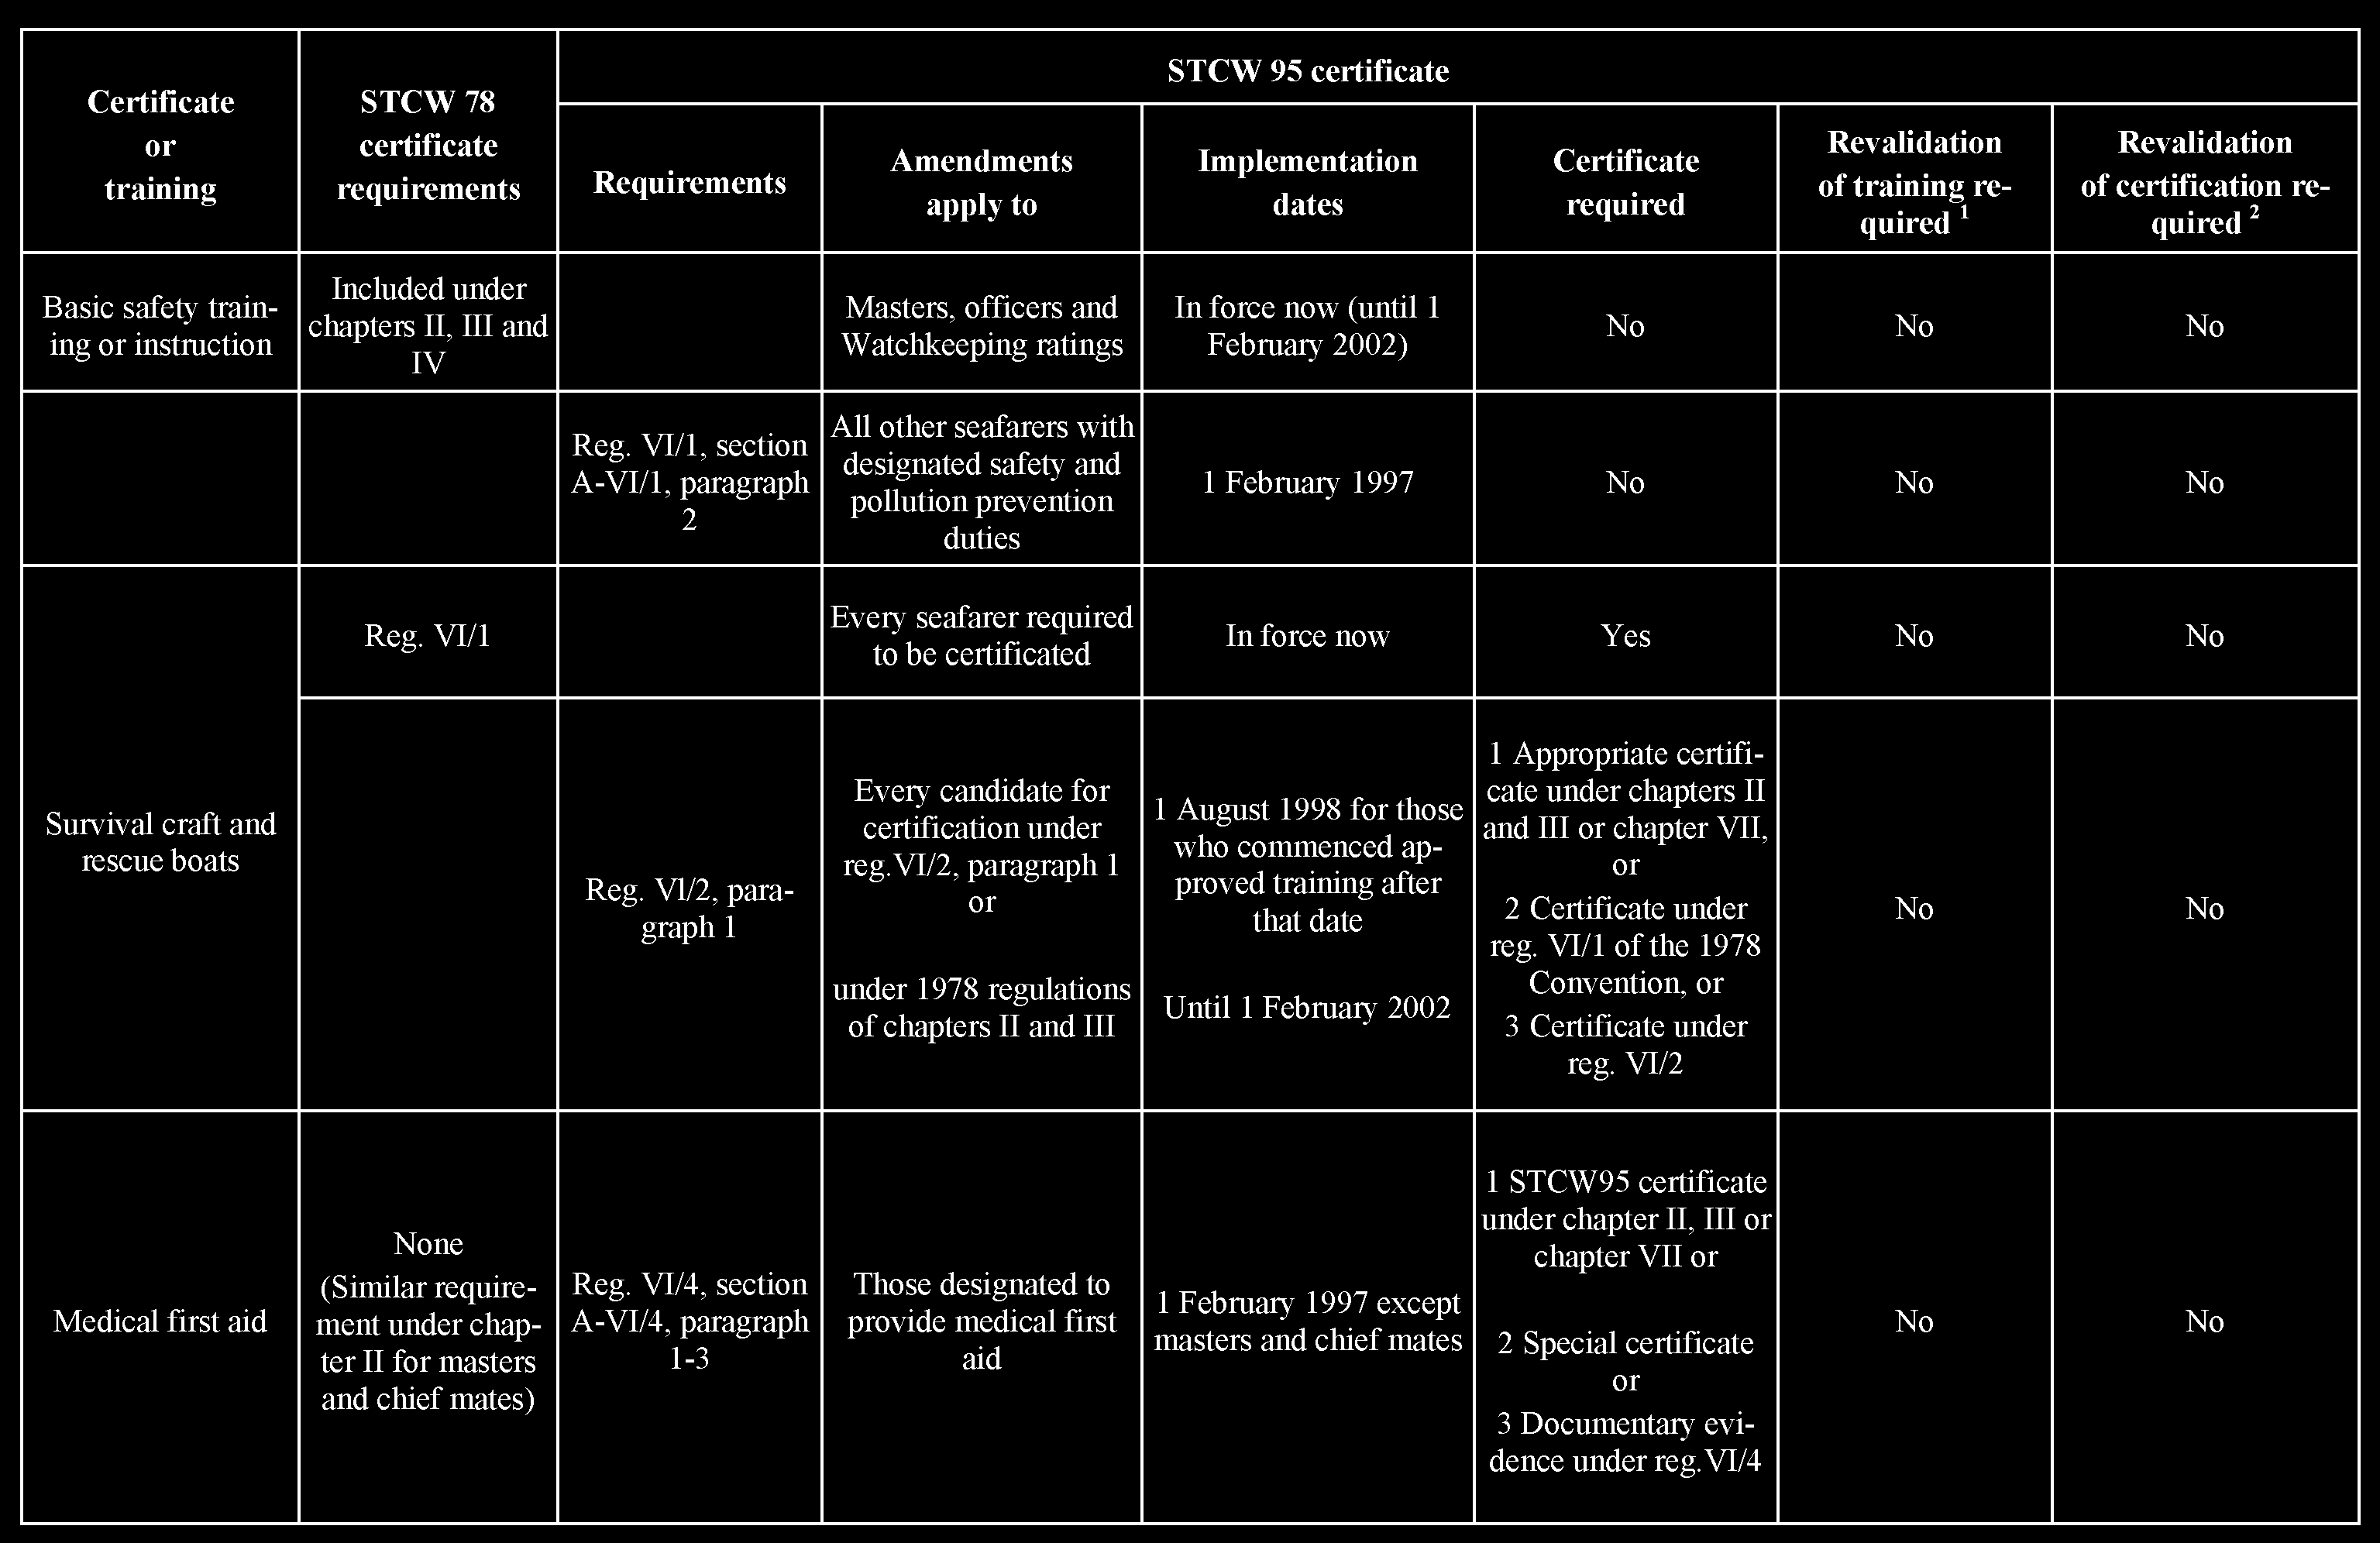 Certificate
or
training
STCW 78
certificate
requirements
STCW 95 certificate
Requirements
Amendments
apply to
Implementation
dates
Certificate
required
Revalidation
of training re-
quired 1
Revalidation
of certification re-
quired 2
Basic safety train-
ing or instruction
Included under
chapters II, III and
IV
Masters, officers and
Watchkeeping ratings
In force now (until 1
February 2002)
No
No
No
Reg. VI/1, section
A-VI/1, paragraph
2
All other seafarers with
designated safety and
pollution prevention
duties
1 February 1997
No
No
No
Survival craft and
rescue boats
Reg. VI/1
Every seafarer required
to be certificated
In force now
Yes
No
No
Reg. Vl/2, para-
graph 1
Every candidate for
certification under
reg.VI/2, paragraph 1
or
under 1978 regulations
of chapters II and III
1 August 1998 for those
who commenced ap-
proved training after
that date
Until 1 February 2002
1 Appropriate certifi-
cate under chapters II
and III or chapter VII,
or
2 Certificate under
reg. VI/1 of the 1978
Convention, or
3 Certificate under
reg. VI/2
No
No
Medical first aid
None
(Similar require-
ment under chap-
ter II for masters
and chief mates)
Reg. VI/4, section
A-VI/4, paragraph
1-3
Those designated to
provide medical first
aid
1 February 1997 except
masters and chief mates
1 STCW95 certificate
under chapter II, III or
chapter VII or
2 Special certificate
or
3 Documentary evi-
dence under reg.VI/4
No
No